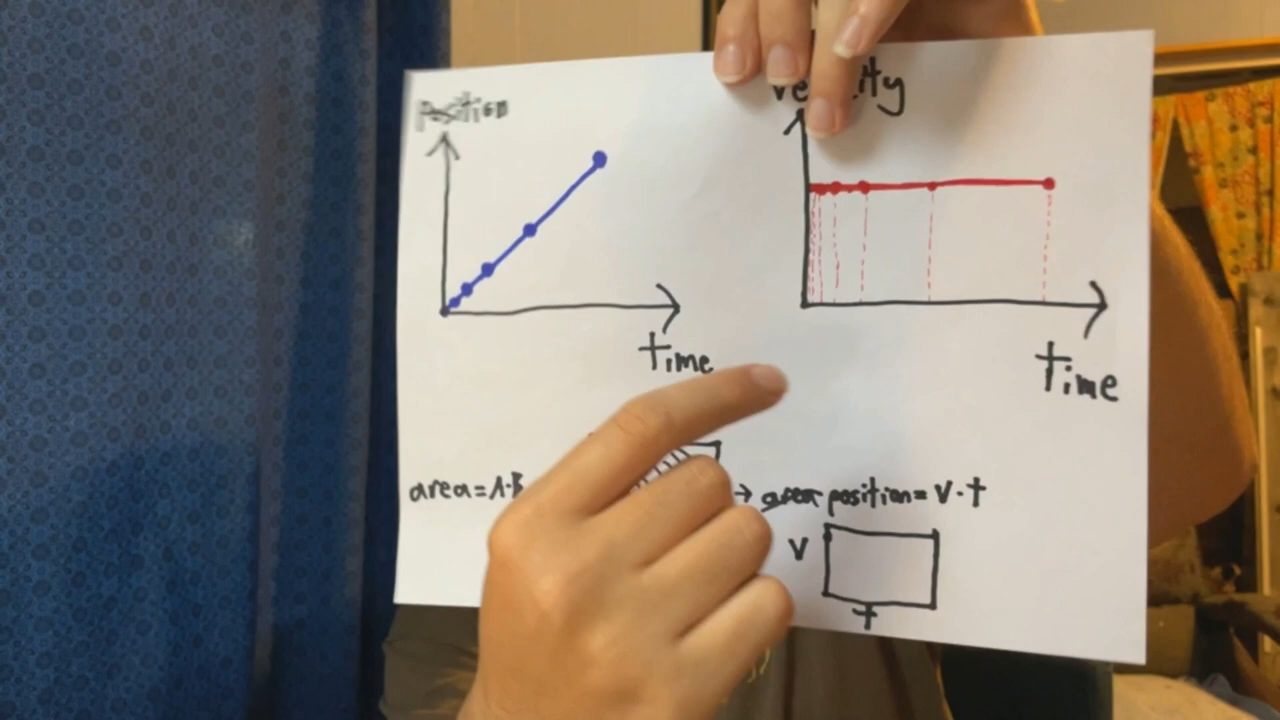 position
time
time
area=A·B
→ area position= V·t
V
t